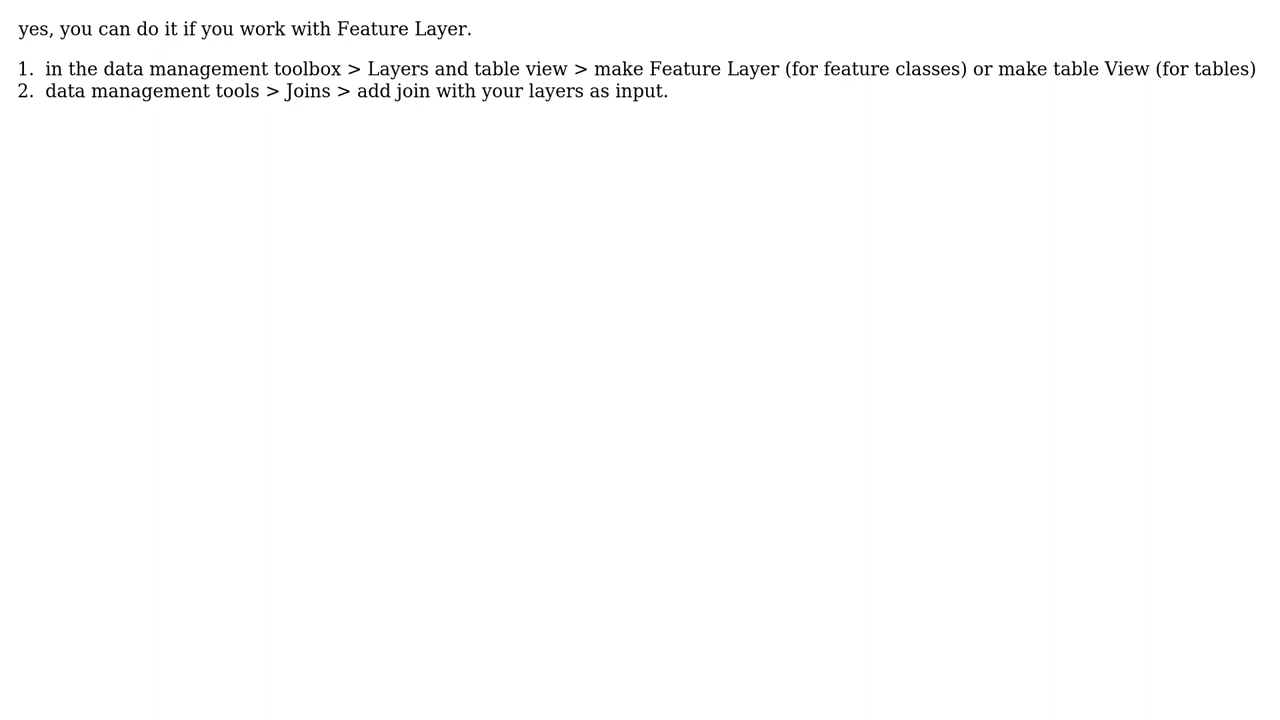 yes, you can do it if you work with Feature Layer.
1. in the data management toolbox > Layers and table view > make Feature Layer (for feature classes) or make table View (for tables)
2. data management tools > Joins > add join with your layers as input.